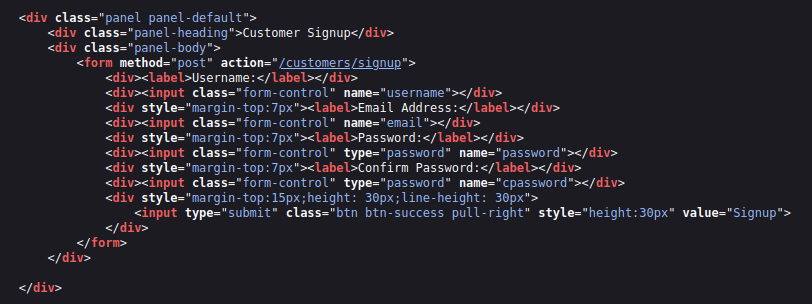 <div class="panel panel-default">
    <div class="panel-heading">Customer Signup</div>
    <div class="panel-body">
        <form method="post" action="/customers/signup">
            <div><label>Username:</label></div>
            <div><input class="form-control" name="username"></div>
            <div style="margin-top:7px"><label>Email Address:</label></div>
            <div><input class="form-control" name="email"></div>
            <div style="margin-top:7px"><label>Password:</label></div>
            <div><input class="form-control" type="password" name="password"></div>
            <div style="margin-top:7px"><label>Confirm Password:</label></div>
            <div><input class="form-control" type="password" name="cpassword"></div>
            <div style="margin-top:15px;height: 30px;line-height: 30px">
                <input type="submit" class="btn btn-success pull-right" style="height:30px" value="Signup">
            </div>
        </form>
    </div>
</div>